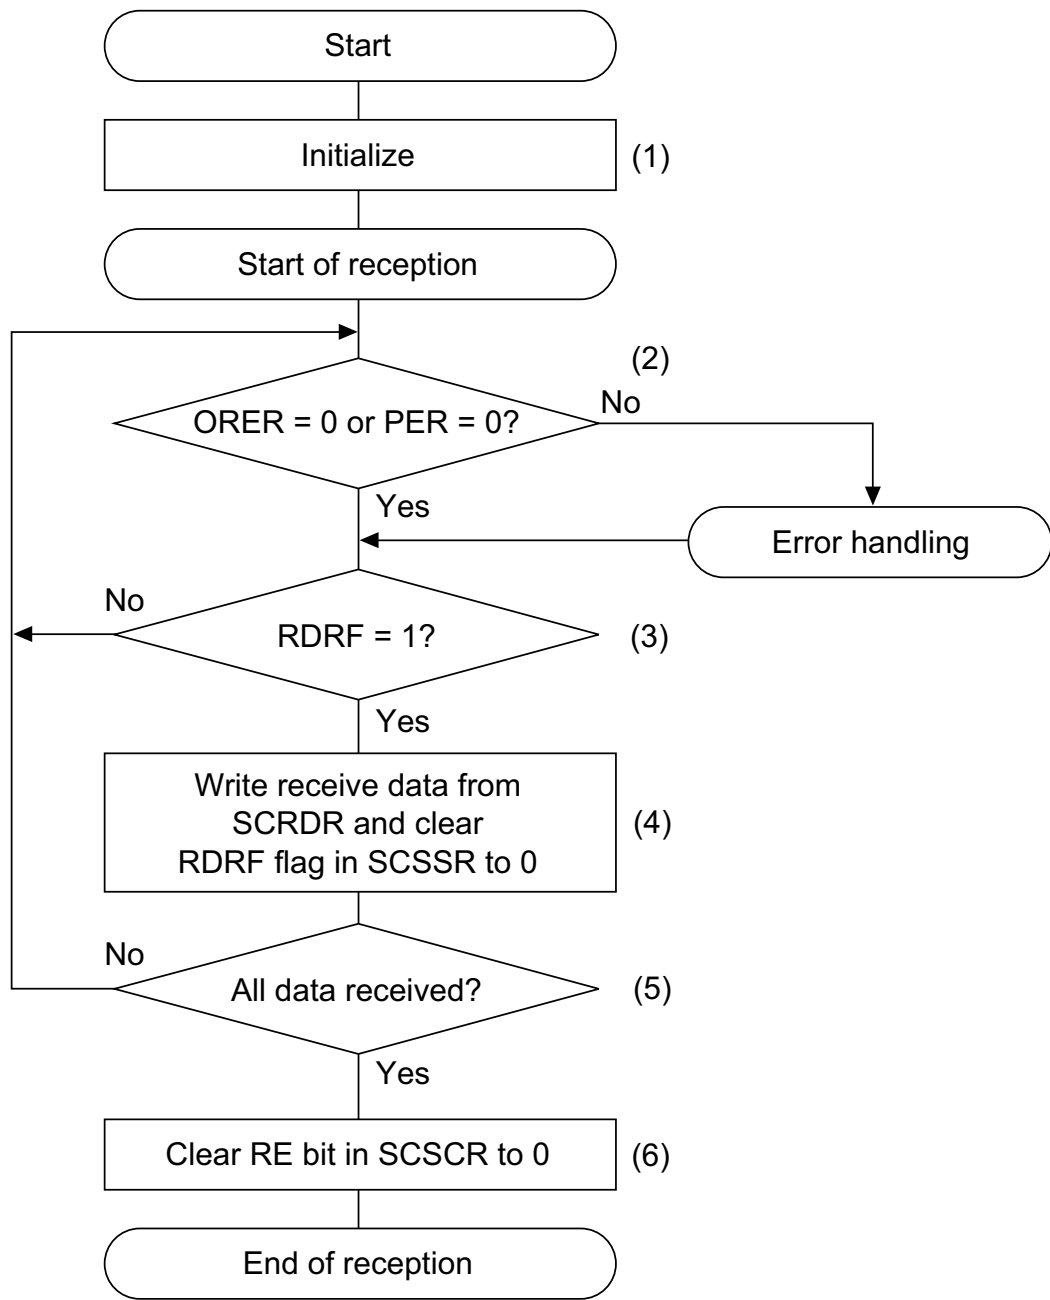 Start
Initialize
(1)
Start of reception
(2)
ORER = 0 or PER = 0?
No
Yes
Error handling
No
RDRF = 1?
(3)
Yes
Write receive data from
SCRDR and clear
RDRF flag in SCSSR to 0
(4)
No
All data received?
(5)
Yes
Clear RE bit in SCSCR to 0
(6)
End of reception